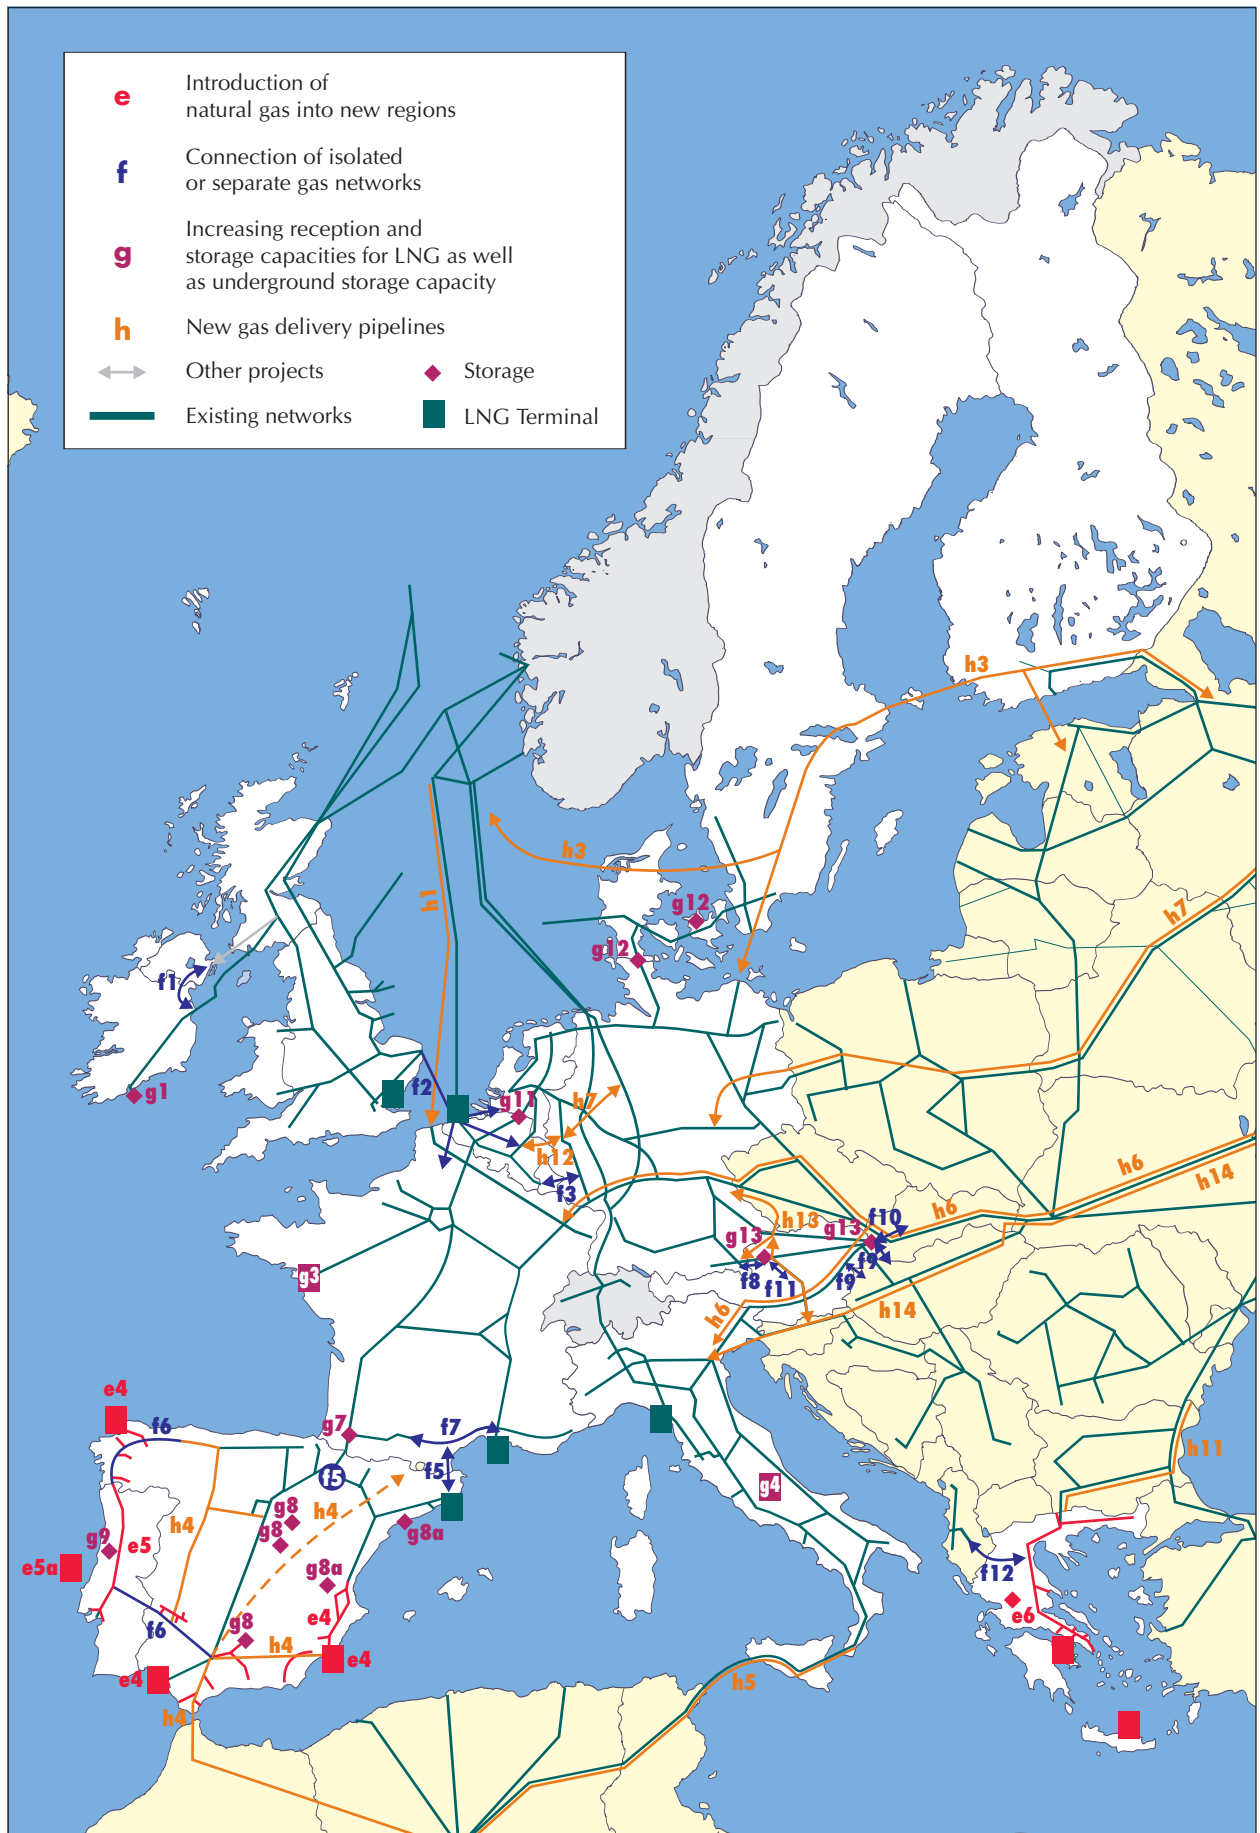 e
Introduction of
natural gas into new regions
f
Connection of isolated
or separate gas networks
g
Increasing reception and
storage capacities for LNG as well
as underground storage capacity
h
New gas delivery pipelines
Other projects
Storage
Existing networks
LNG Terminal
h3
h3
h1
g12
h7
g12
f1
g1
f2
g11
h7
h12
f3
h6
h14
h6
f10
h13
g13
g13
f9
g3
f8
f11
f9
h6
h14
e4
f6
g7
f7
h11
f5
f5
g4
h4
g8
h4
g8
g8a
g9
e5
e5a
f12
g8a
e6
e4
f6
g8
h4
e4
e4
h5
h4